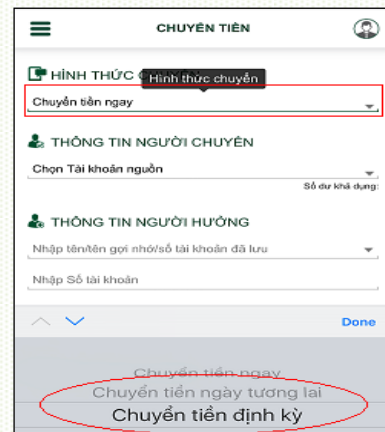 CHUYỂN TIỀN
HÌNH THỨC
Hình thức chuyển
Chuyển tiền ngay
THÔNG TIN NGƯỜI CHUYỂN
Chọn Tài khoản nguồn
Số dư khả dụng:
THÔNG TIN NGƯỜI HƯỞNG
Nhập tên/tên gợi nhớ/số tài khoản đã lưu
Nhập Số tài khoản
Done
Chuyển tiền ngay
Chuyển tiền ngày tương lai
Chuyển tiền định kỳ